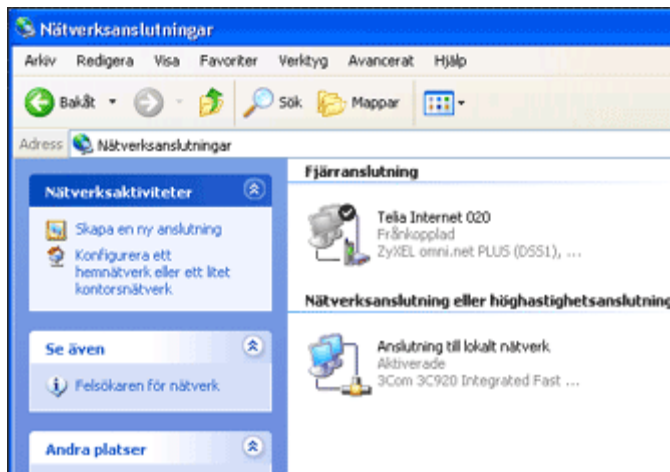 Nätverksanslutningar
Arkiv Redigera Visa Favoriter Verktyg Avancerat Hjälp
Bakåt Sök Mappar
Adress Nätverksanslutningar
Nätverksaktiviteter
Skapa en ny anslutning
Konfigurera ett
hemnätverk eller ett litet
kontorsnätverk
Se även
Felsökaren för nätverk
Andra platser
Fjärranslutning
Telia Internet 020
Frånkopplad
ZyXEL omni.net PLUS (DSS1), ...
Nätverksanslutning eller höghastighetsanslutning
Anslutning till lokalt nätverk
Aktiverade
3Com 3C920 Integrated Fast ...